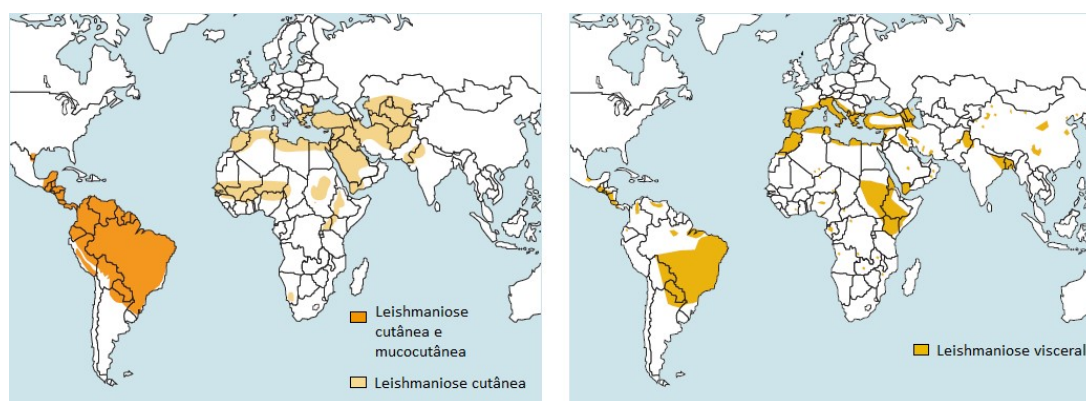 Leishmaniose
cutânea e
mucocutânea
Leishmaniose cutânea
Leishmaniose visceral